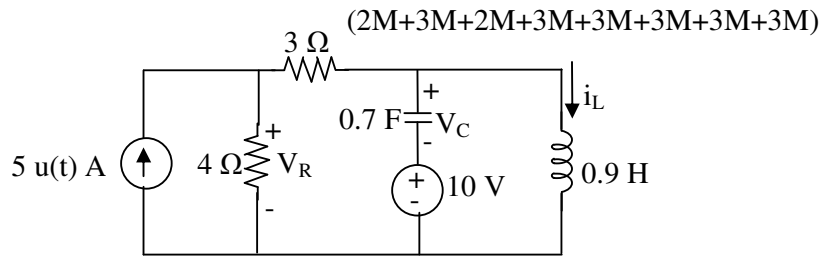 (2M+3M+2M+3M+3M+3M+3M+3M)
3 Ω
+
i_L
0.7 F
V_C
-
+
5 u(t) A
4 Ω
V_R
-
+
-
10 V
0.9 H